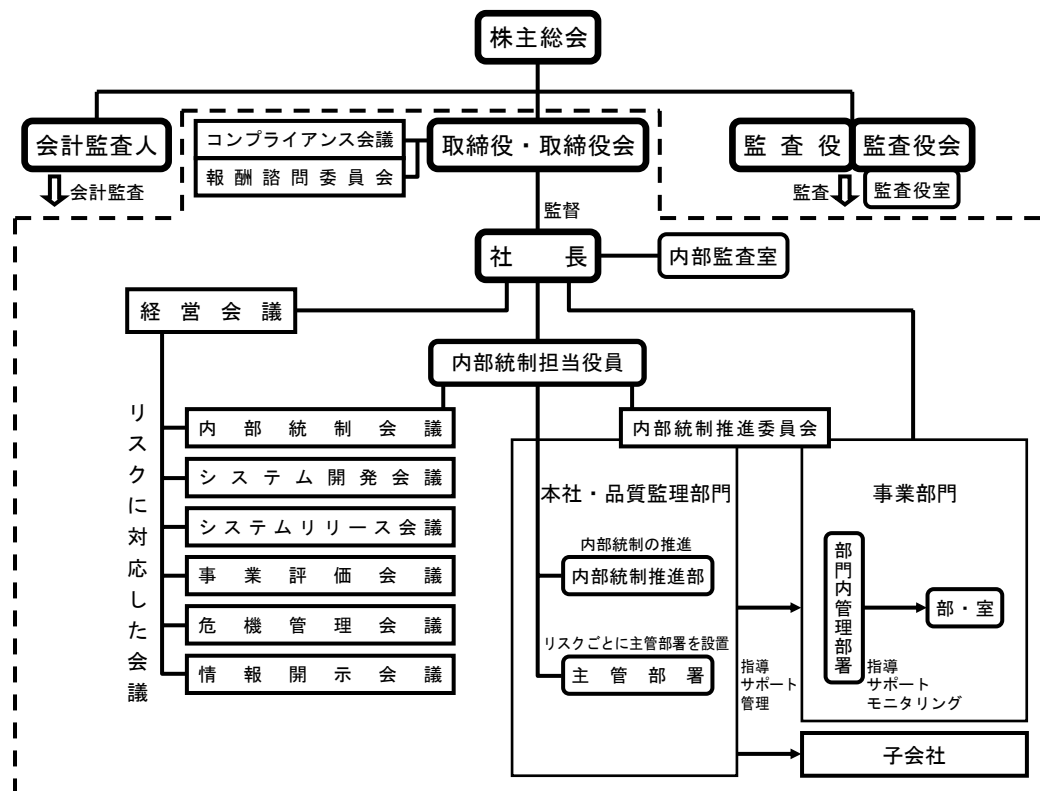 株主総会
会計監査人
コンプライアンス会議
報酬諮問委員会
取締役・取締役会
監査役
監査役会
会計監査
監査
監査役室
監督
社長
内部監査室
経営会議
内部統制担当役員
リスクに対応した会議
内部統制会議
システム開発会議
システムリリース会議
事業評価会議
危機管理会議
情報開示会議
内部統制推進委員会
本社・品質監理部門
内部統制の推進
内部統制推進部
リスクごとに主管部署を設置
主管部署
指導
サポート
管理
事業部門
部門内管理部署
部・室
指導
サポート
モニタリング
子会社